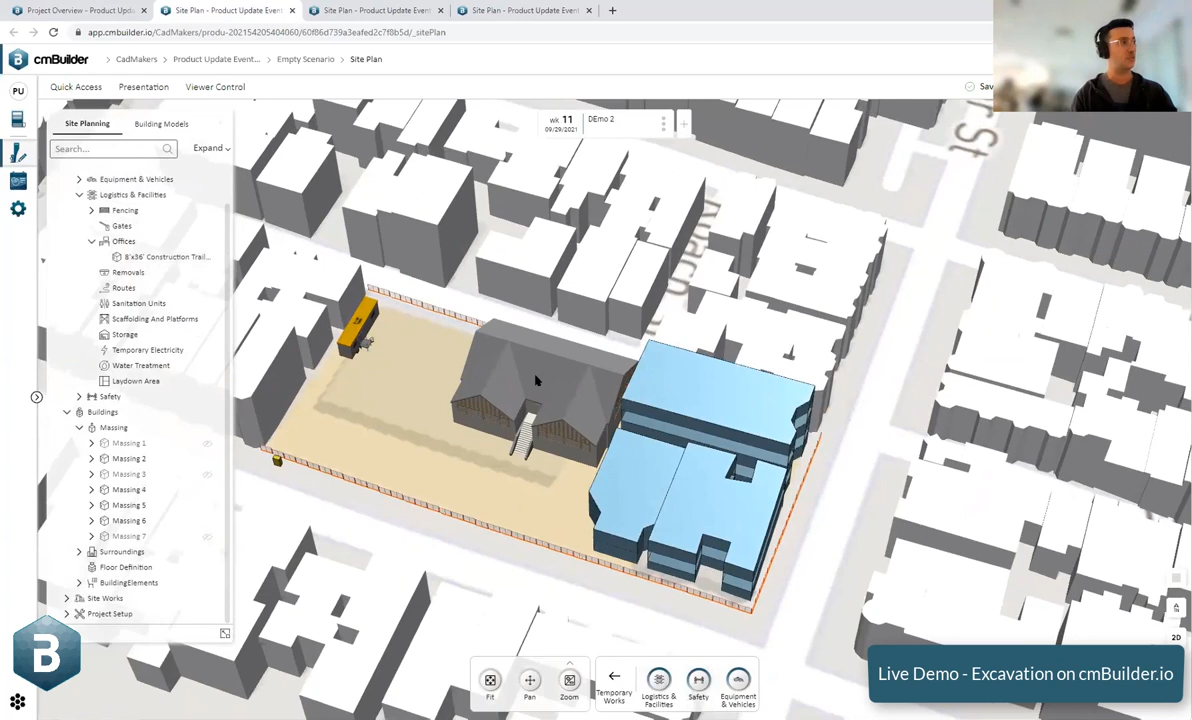 Project Overview - Product Upda
Site Plan - Product Update Event
Site Plan - Product Update Event
Site Plan - Product Update Event
app.cmbuilder.io/CadMakers/produ-202154205404060/60f86d739a3eafed2c7f8b5d/_sitePlan
cmBuilder
CadMakers
Product Update Event...
Empty Scenario
Site Plan
PU
Quick Access
Presentation
Viewer Control
Sav
Site Planning
Building Models
wk 11
09/29/2021
DEmo 2
Search...
Expand
Equipment & Vehicles
Logistics & Facilities
Fencing
Gates
Offices
8'x36' Construction Trail...
Removals
Routes
Sanitation Units
Scaffolding And Platforms
Storage
Temporary Electricity
Water Treatment
Laydown Area
Safety
Buildings
Massing
Massing 1
Massing 2
Massing 3
Massing 4
Massing 5
Massing 6
Massing 7
Surroundings
Floor Definition
BuildingElements
Site Works
Project Setup
2D
Fit
Pan
Zoom
Temporary
Works
Logistics &
Facilities
Safety
Equipment
& Vehicles
B
Live Demo - Excavation on cmBuilder.io